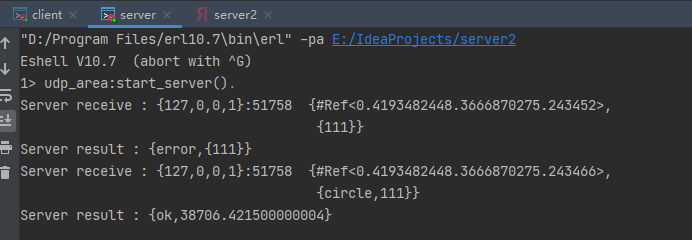 client × server × server2 ×
"D:/Program Files/erl10.7\bin\erl" -pa E:/IdeaProjects/server2
Eshell V10.7  (abort with ^G)
1> udp_area:start_server().
Server receive : {127,0,0,1}:51758  {#Ref<0.4193482448.3666870275.243452>,
{111}}
Server result : {error,{111}}
Server receive : {127,0,0,1}:51758  {#Ref<0.4193482448.3666870275.243466>,
{circle,111}}
Server result : {ok,38706.421500000004}